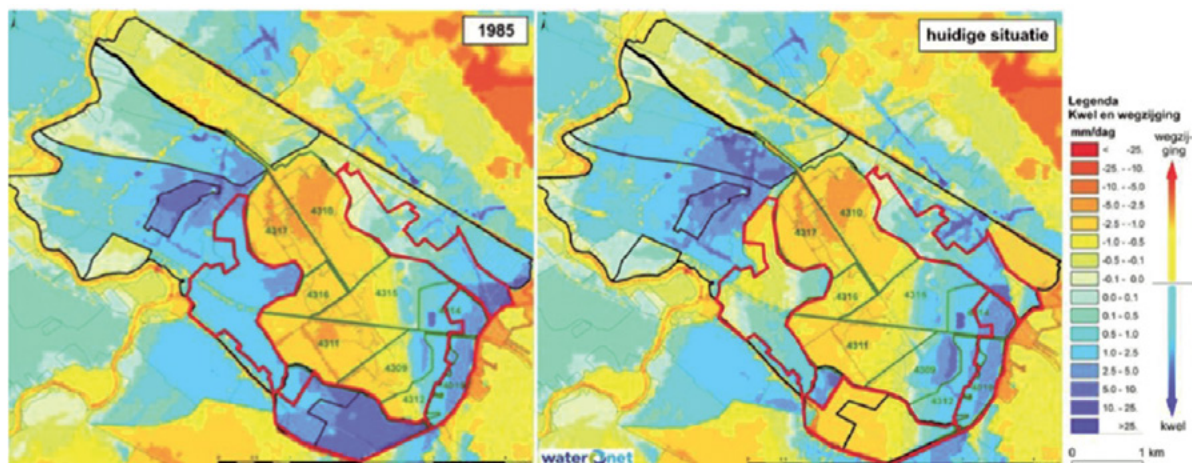 1985
4310
4317
4316
4315
4314
4311
4309
4312
huidige situatie
4310
4317
4316
4315
4311
4309
4312
waternet
Legenda
Kwel en wegzijging
mm/dag
< -25.
-25. - -10.
-10. - -5.0
-5.0 - -2.5
-2.5 - -1.0
-1.0 - -0.5
-0.5 - -0.1
-0.1 - 0.0
0.0 - 0.1
0.1 - 0.5
0.5 - 1.0
1.0 - 2.5
2.5 - 5.0
5.0 - 10.
10. - 25.
>25.
wegzij-
ging
kwel
0 1 km